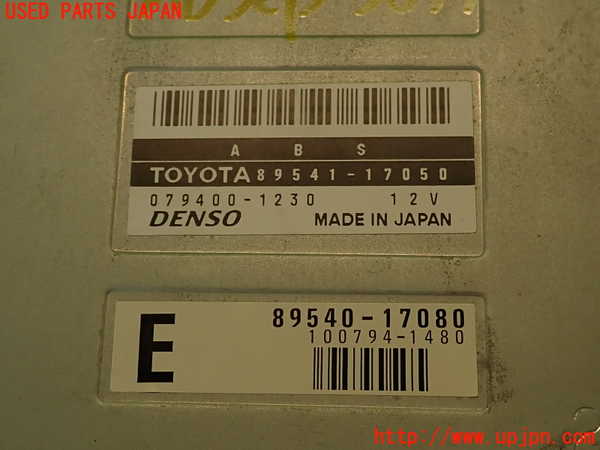 USED PARTS JAPAN
A B S
TOYOTA 89541-17050
079400-1230 12V
DENSO MADE IN JAPAN
E
89540-17080
100794-1480
http://www.upjpn.com